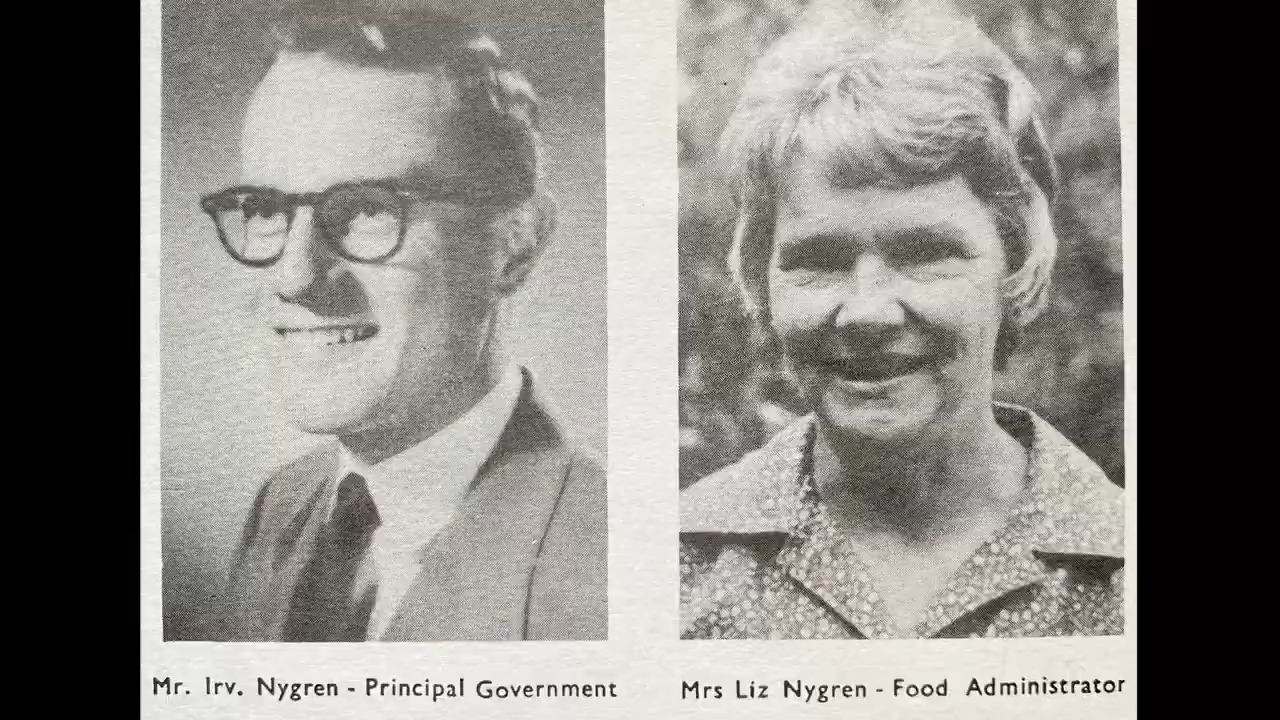 Mr. Irv. Nygren - Principal Government
Mrs Liz Nygren - Food Administrator